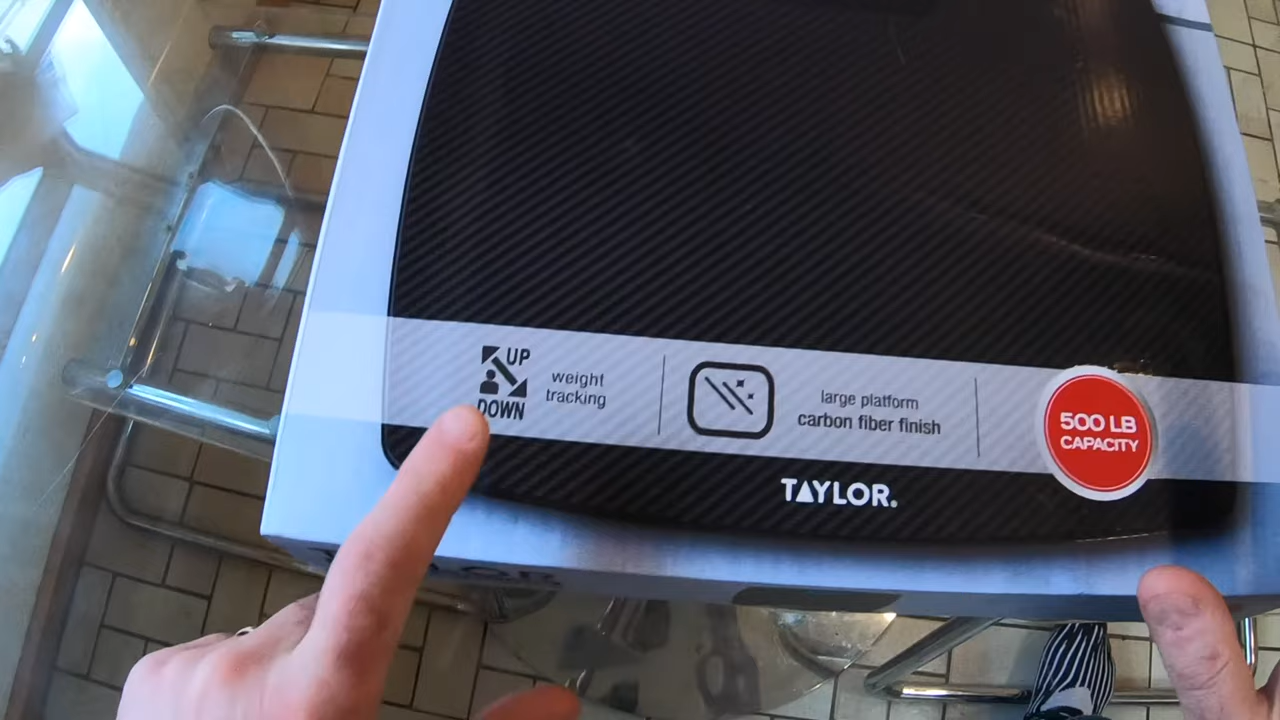 UP
DOWN
weight
tracking
large platform
carbon fiber finish
500 LB
CAPACITY
TAYLOR.